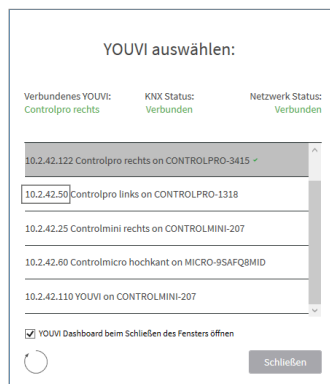 YOUVI auswählen:
Verbundenes YOUVI: KNX Status: Netzwerk Status:
Controlpro rechts Verbunden Verbunden
10.2.42.122 Controlpro rechts on CONTROLPRO-3415
10.2.42.50 Controlpro links on CONTROLPRO-1318
10.2.42.25 Controlmini rechts on CONTROLMINI-207
10.2.42.60 Controlmicro hochkant on MICRO-9SAFQ8MID
10.2.42.110 YOUVI on CONTROLMINI-207
YOUVI Dashboard beim Schließen des Fensters öffnen
Schließen